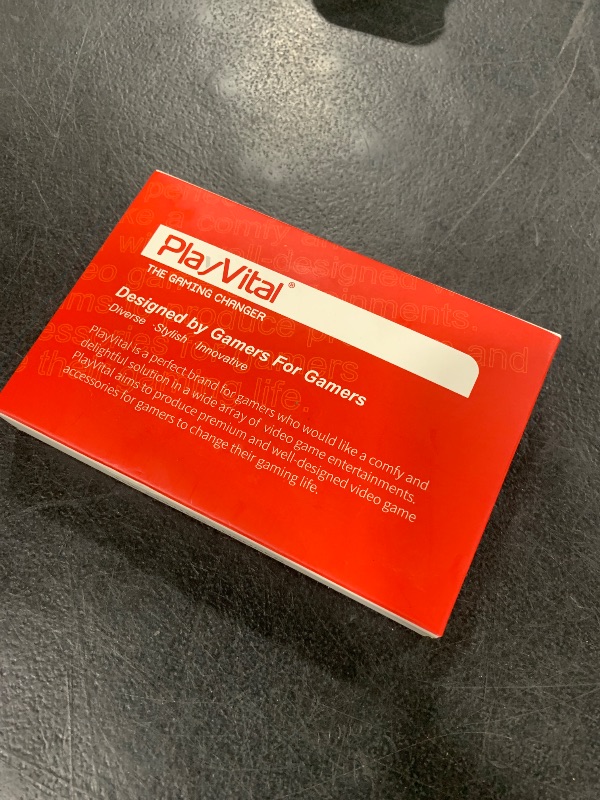 PlayVital®
THE GAMING CHANGER
Designed by Gamers For Gamers
·Diverse ·Stylish ·Innovative
PlayVital is a perfect brand for gamers who would like a comfy and
delightful solution in a wide array of video game entertainments.
PlayVital aims to produce premium and well-designed video game
accessories for gamers to change their gaming life.